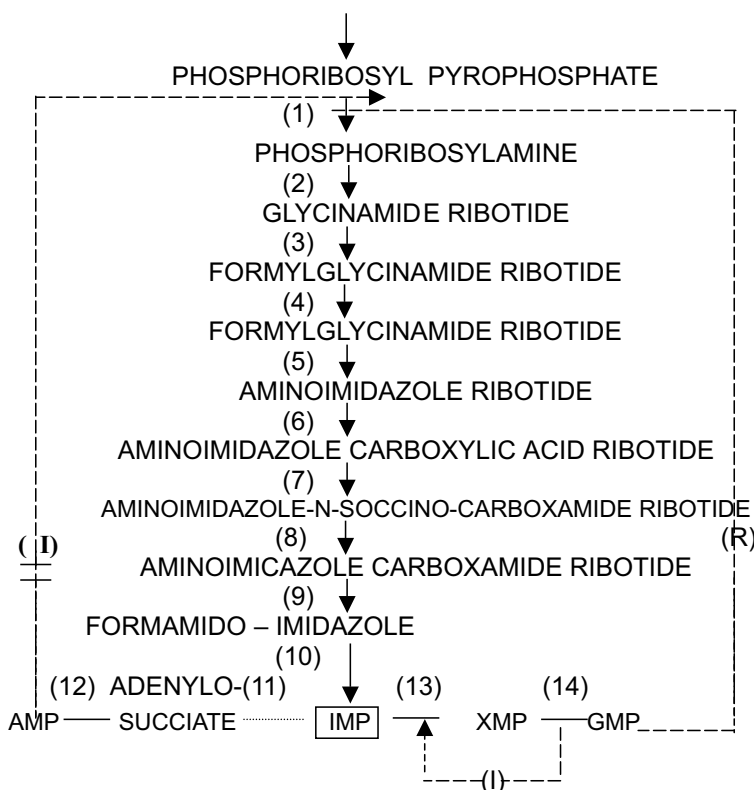 PHOSPHORIBOSYL PYROPHOSPHATE
(1)
PHOSPHORIBOSYLAMINE
(2)
GLYCINAMIDE RIBOTIDE
(3)
FORMYLGLYCINAMIDE RIBOTIDE
(4)
FORMYLGLYCINAMIDE RIBOTIDE
(5)
AMINOIMIDAZOLE RIBOTIDE
(6)
AMINOIMIDAZOLE CARBOXYLIC ACID RIBOTIDE
(7)
AMINOIMIDAZOLE-N-SOCCINO-CARBOXAMIDE RIBOTIDE
( I) (8) (R)
AMINOIMICAZOLE CARBOXAMIDE RIBOTIDE
(9)
FORMAMIDO – IMIDAZOLE
(10)
(12) ADENYLO-(11) (13) (14)
AMP SUCCIATE IMP XMP GMP
(I)